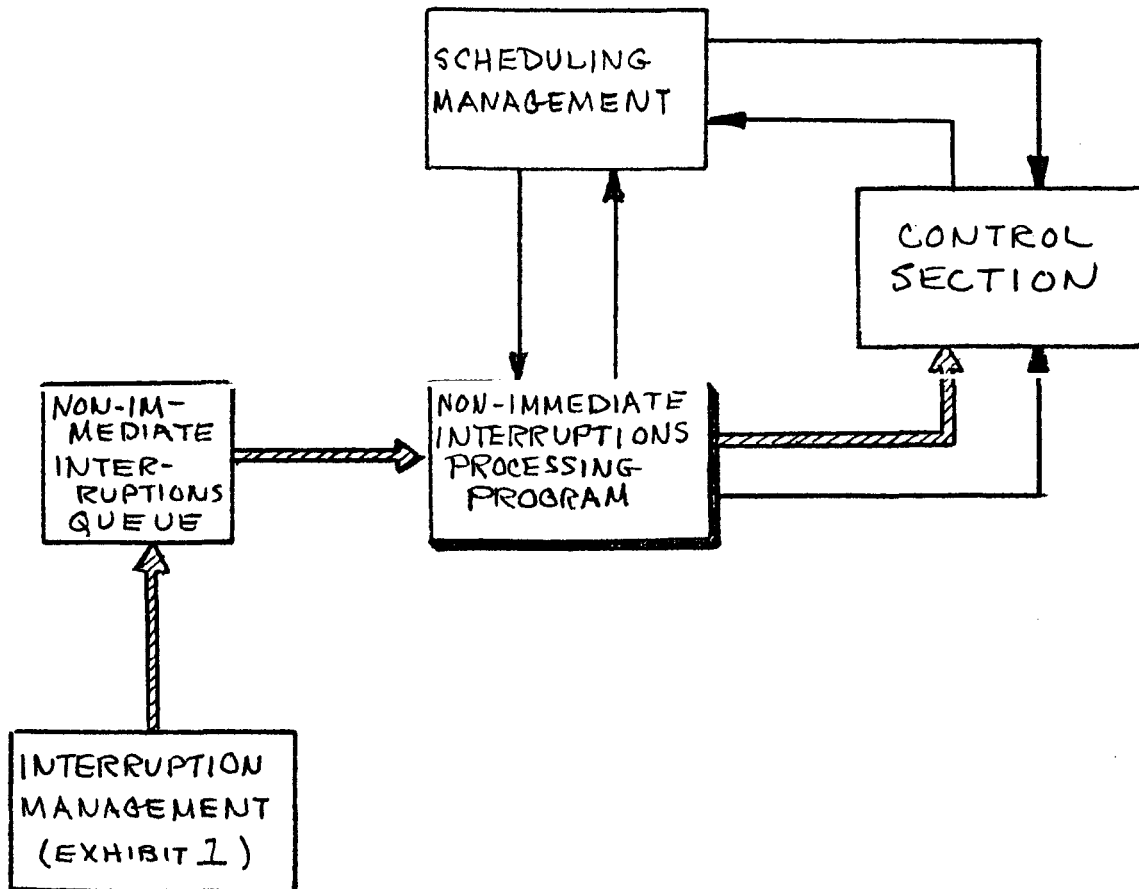 SCHEDULING
MANAGEMENT
CONTROL
SECTION
NON-IM-
MEDIATE
INTER-
RUPTIONS
QUEUE
NON-IMMEDIATE
INTERRUPTIONS
PROCESSING
PROGRAM
INTERRUPTION
MANAGEMENT
(EXHIBIT 1)